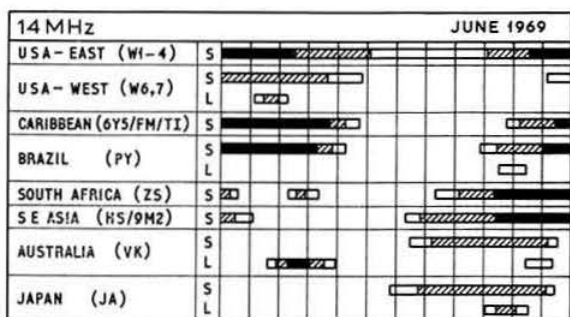 14 MHz JUNE 1969
USA-EAST (W1-4) S
USA-WEST (W6,7) S
L
CARIBBEAN (6Y5/FM/TI) S
BRAZIL (PY) S
L
SOUTH AFRICA (ZS) S
S E ASIA (HS/9M2) S
AUSTRALIA (VK) S
L
JAPAN (JA) S
L